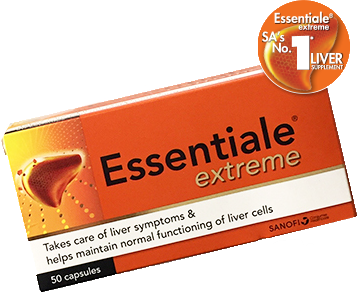 Essentiale®
extreme
SA's
No. 1 LIVER
SUPPLEMENT
Essentiale®
extreme
Takes care of liver symptoms &
helps maintain normal functioning of liver cells
50 capsules
SANOFI